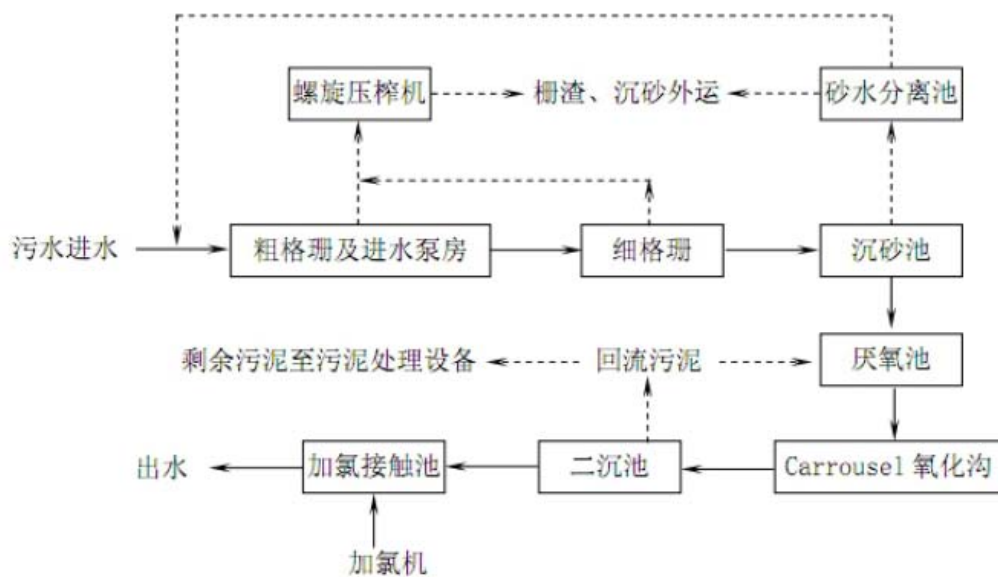 螺旋压榨机
栅渣、沉砂外运
砂水分离池
污水进水
粗格珊及进水泵房
细格珊
沉砂池
剩余污泥至污泥处理设备
回流污泥
厌氧池
出水
加氯接触池
二沉池
Carrousel 氧化沟
加氯机